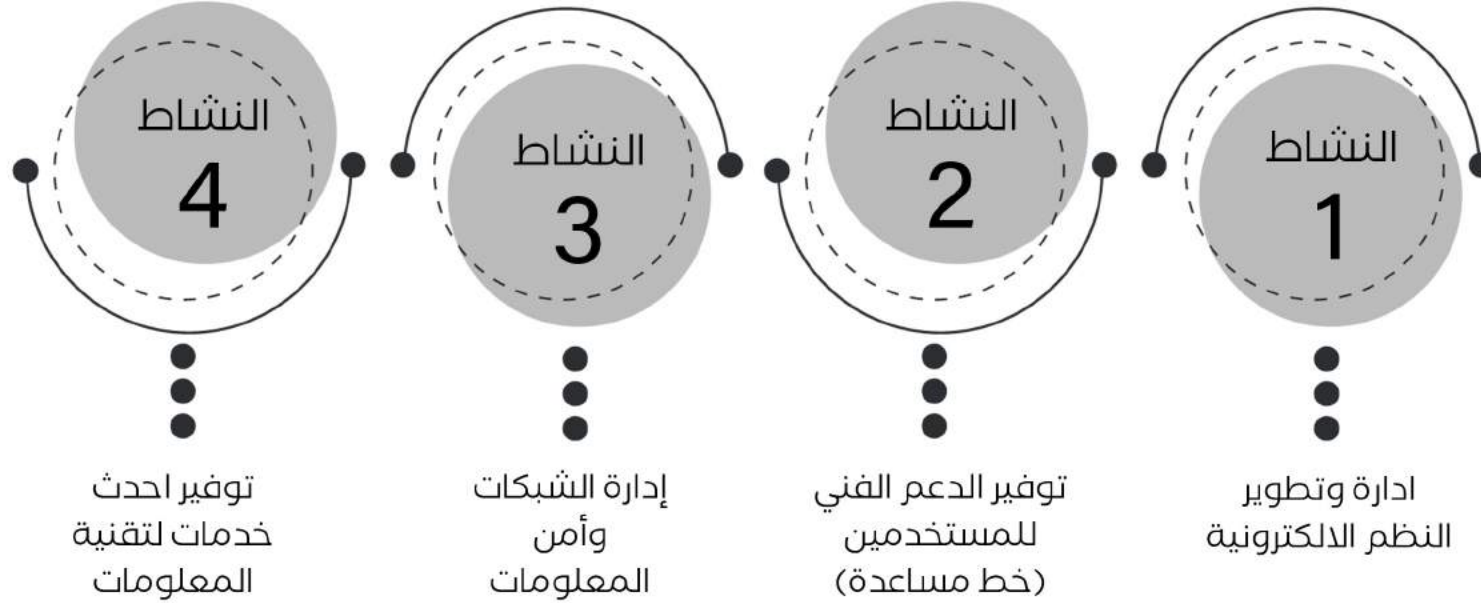 النشاط
1
ادارة وتطوير
النظم الالكترونية
النشاط
2
توفير الدعم الفني
للمستخدمين
(خط مساعدة)
النشاط
3
إدارة الشبكات
وأمن
المعلومات
النشاط
4
توفير احدث
خدمات لتقنية
المعلومات